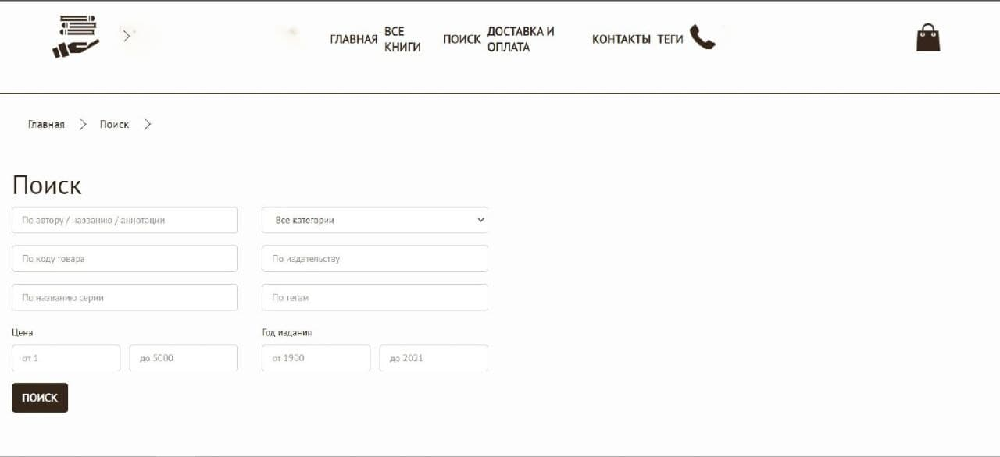 ГЛАВНАЯ ВСЕ КНИГИ ПОИСК ДОСТАВКА И ОПЛАТА КОНТАКТЫ ТЕГИ
Главная Поиск
Поиск
По автору / названию / аннотации Все категории
По коду товара По издательству
По названию серии По тегам
Цена Год издания
от 1 до 5000 от 1900 до 2021
ПОИСК